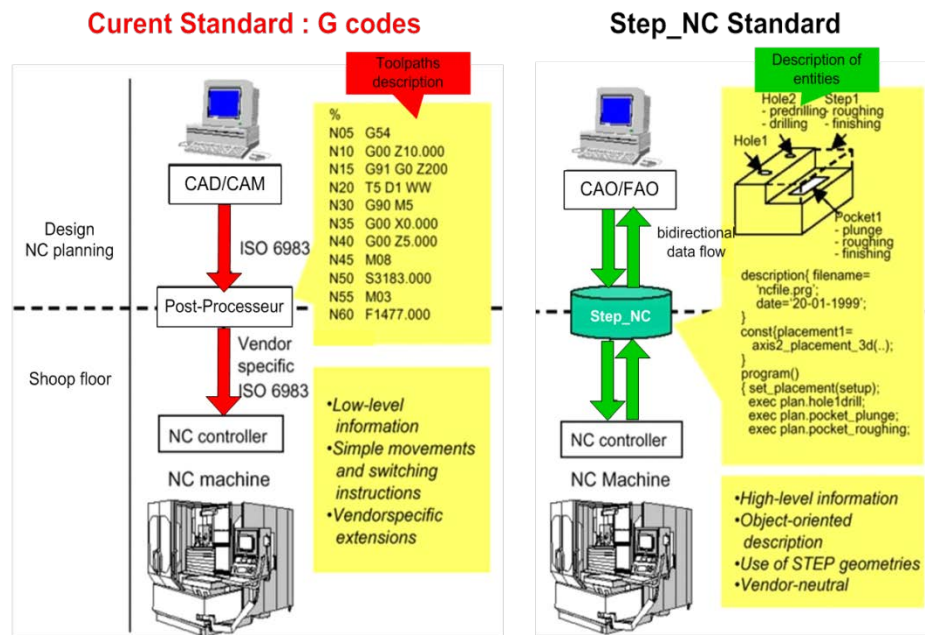 Curent Standard : G codes
Toolpaths
description
%
N05 G54
N10 G00 Z10.000
N15 G91 G0 Z200
N20 T5 D1 WW
N30 G90 M5
N35 G00 X0.000
N40 G00 Z5.000
N45 M08
N50 S3183.000
N55 M03
N60 F1477.000
CAD/CAM
Design
NC planning
ISO 6983
Post-Processeur
Vendor
specific
ISO 6983
Shoop floor
NC controller
NC machine
•Low-level
information
•Simple movements
and switching
instructions
•Vendorspecific
extensions
Step_NC Standard
Description of
entities
Hole2
- predrilling
- drilling
Step1
- roughing
- finishing
Hole1
CAO/FAO
Pocket1
- plunge
- roughing
- finishing
bidirectional
data flow
Step_NC
description{ filename=
'ncfile.prg';
date='20-01-1999';
}
const{placement1=
axis2_placement_3d(..);
}
program()
{ set_placement(setup);
exec plan.hole1drill;
exec plan.pocket_plunge;
exec plan.pocket_roughing;
NC controller
NC Machine
•High-level information
•Object-oriented
description
•Use of STEP geometries
•Vendor-neutral